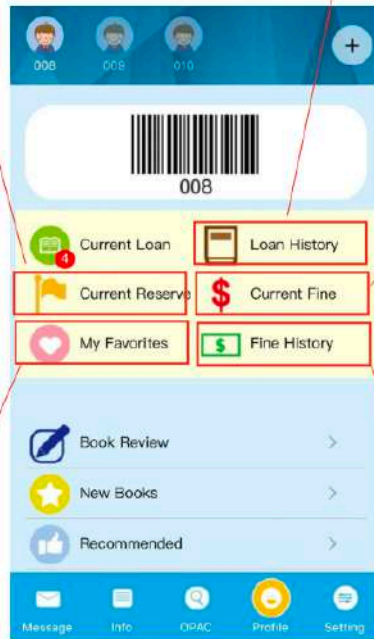 008 009 010
+
008
Current Loan Loan History
4
Current Reserve $ Current Fine
My Favorites $ Fine History
Book Review
New Books
Recommended
Message Info OPAC Profile Setting